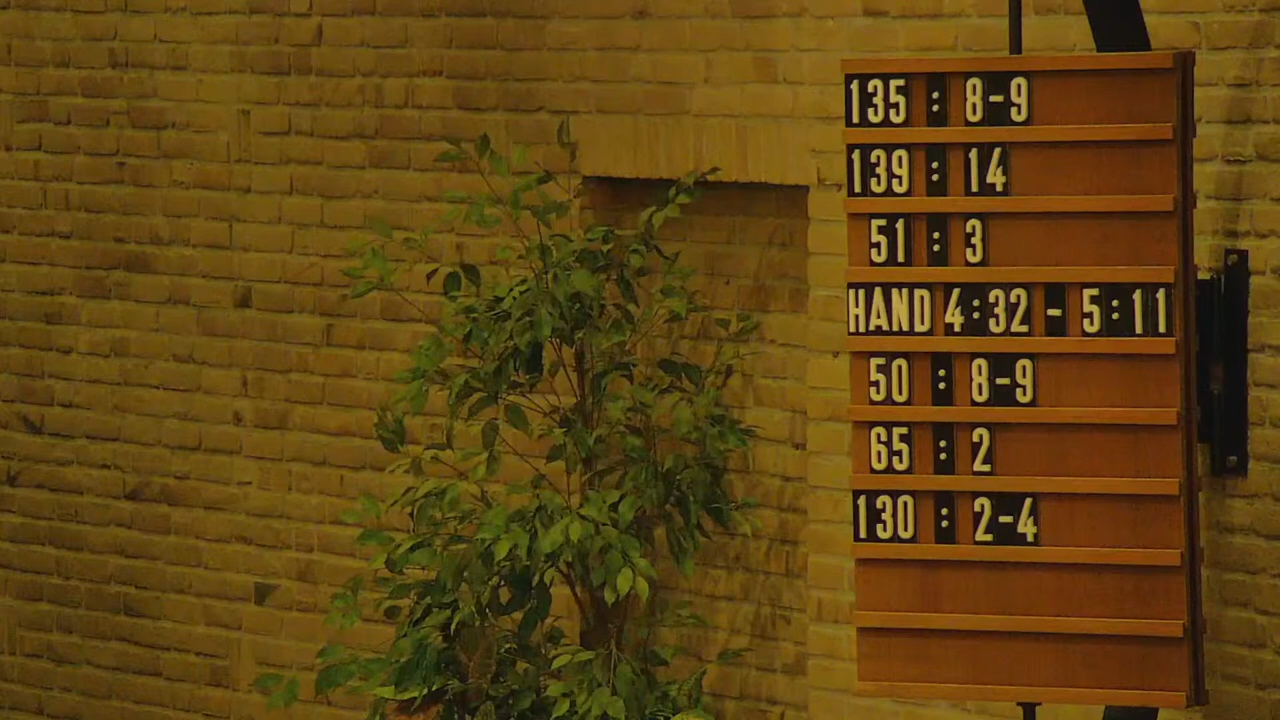 135 : 8-9
139 : 14
51 : 3
HAND 4:32 - 5:11
50 : 8-9
65 : 2
130 : 2-4